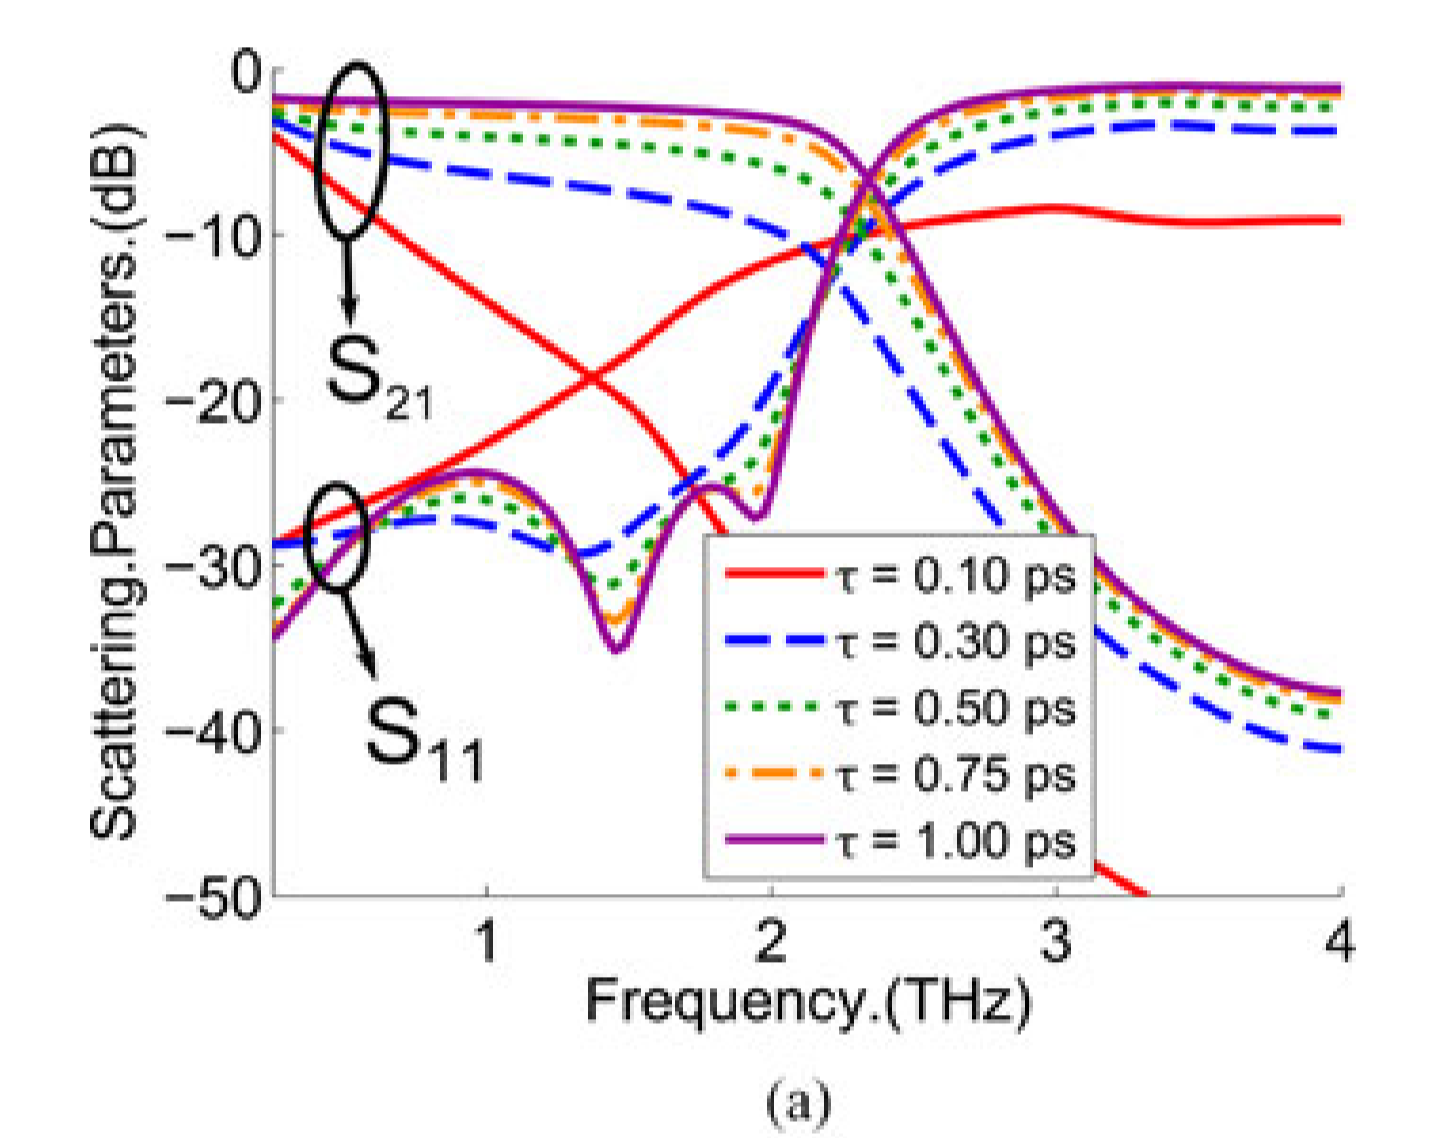 Scattering.Parameters.(dB)
0
−10
−20
−30
−40
−50
S21
S11
τ = 0.10 ps
τ = 0.30 ps
τ = 0.50 ps
τ = 0.75 ps
τ = 1.00 ps
1 2 3 4
Frequency.(THz)
(a)